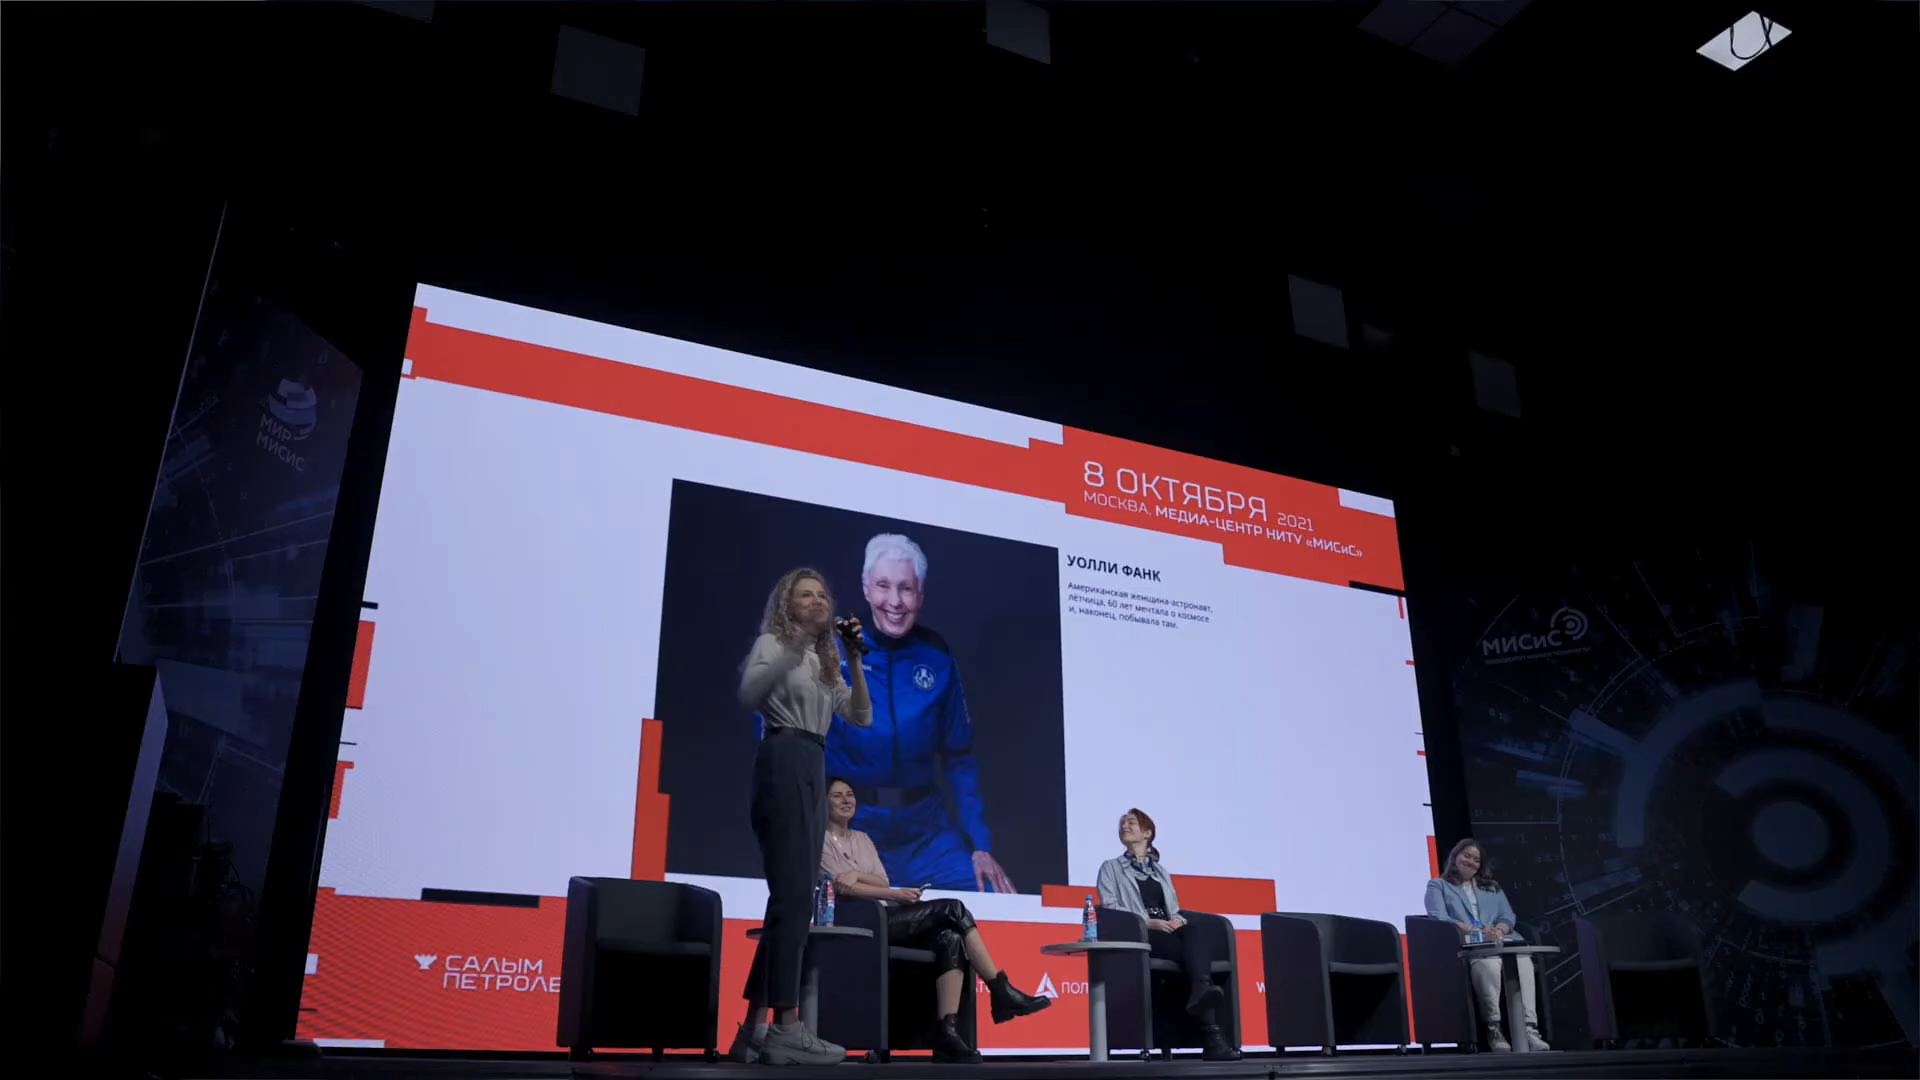 МИР
МИСИС
8 ОКТЯБРЯ 2021
МОСКВА, МЕДИА-ЦЕНТР НИТУ «МИСиС»
УОЛЛИ ФАНК
Американская женщина-астронавт,
лётчица, 60 лет мечтала о космосе
и, наконец, побывала там.
МИСиС
САЛЫМ
ПЕТРОЛЕ
ПОЛ